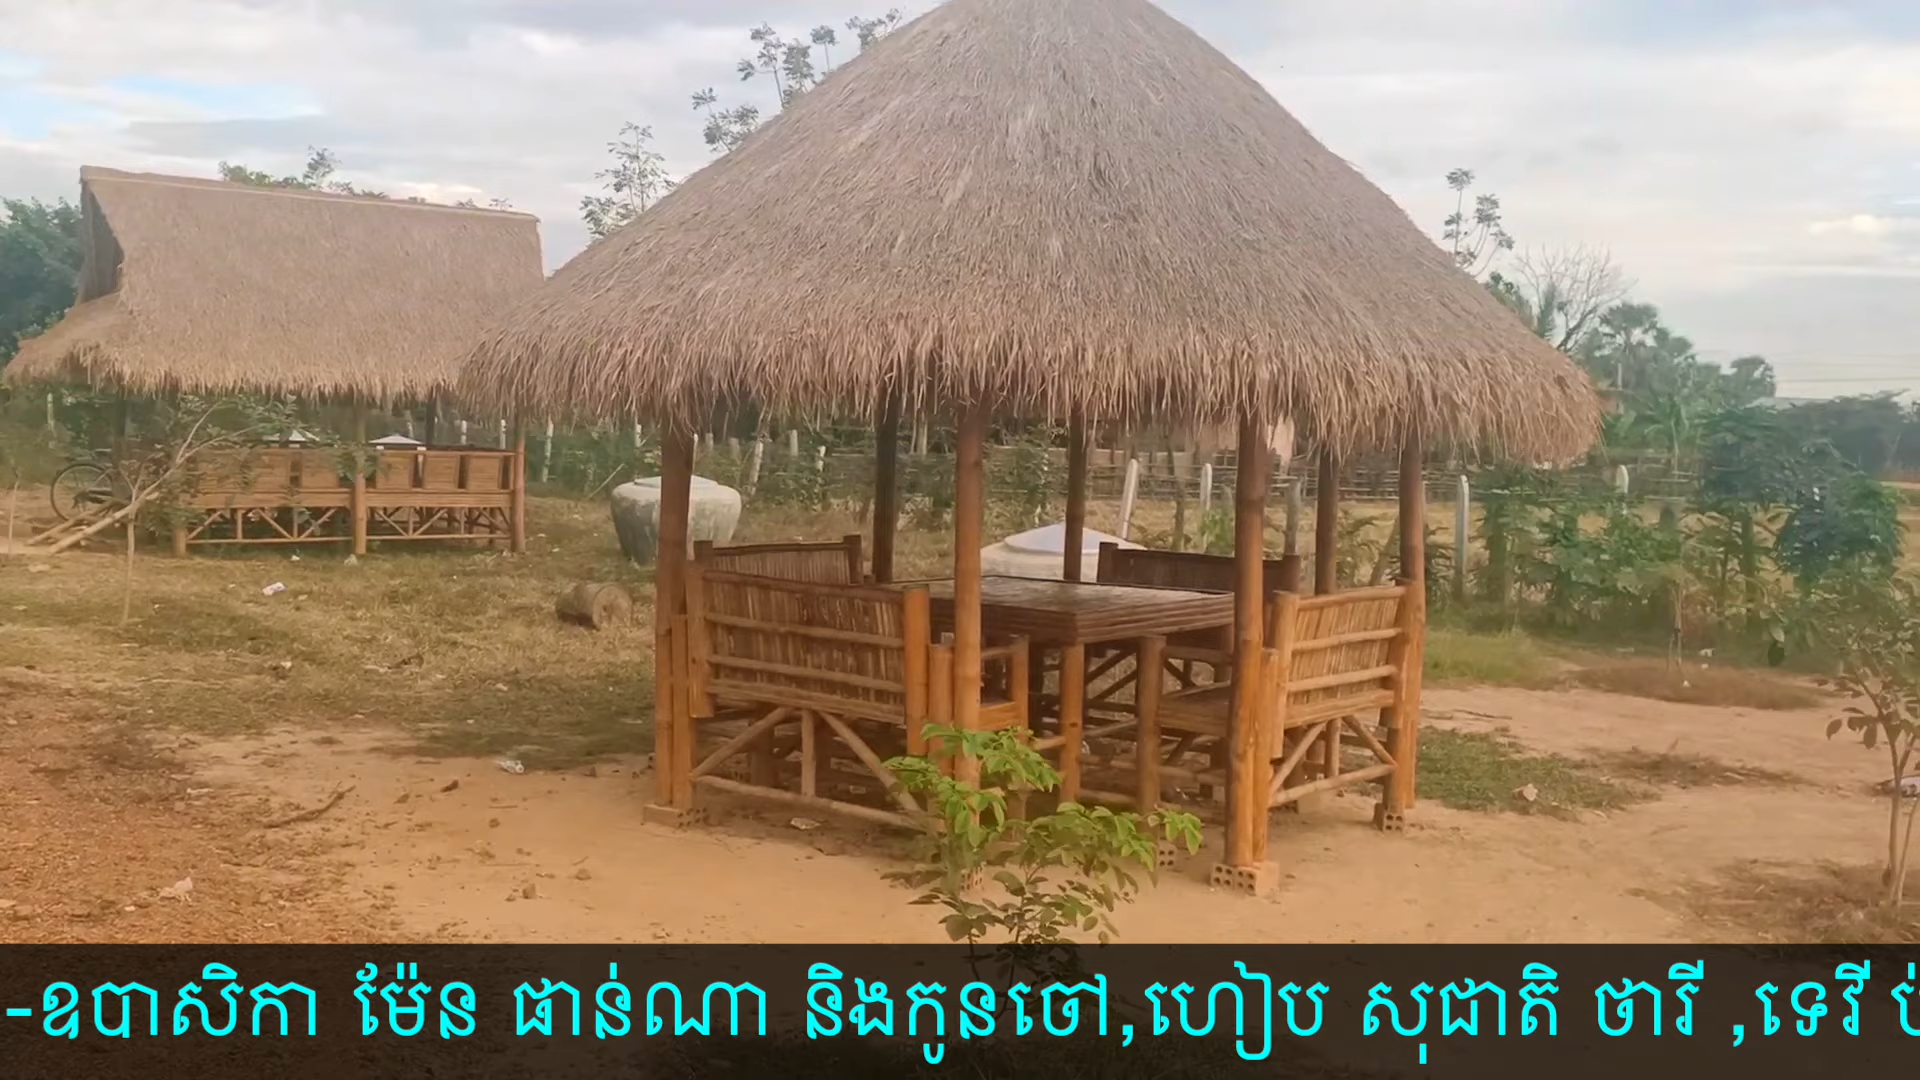 -ឧបាសិកា ម៉ែន ផាន់ណា និងកូនចៅ,ហៀប សុជាតិ ថារី ,ទេវី